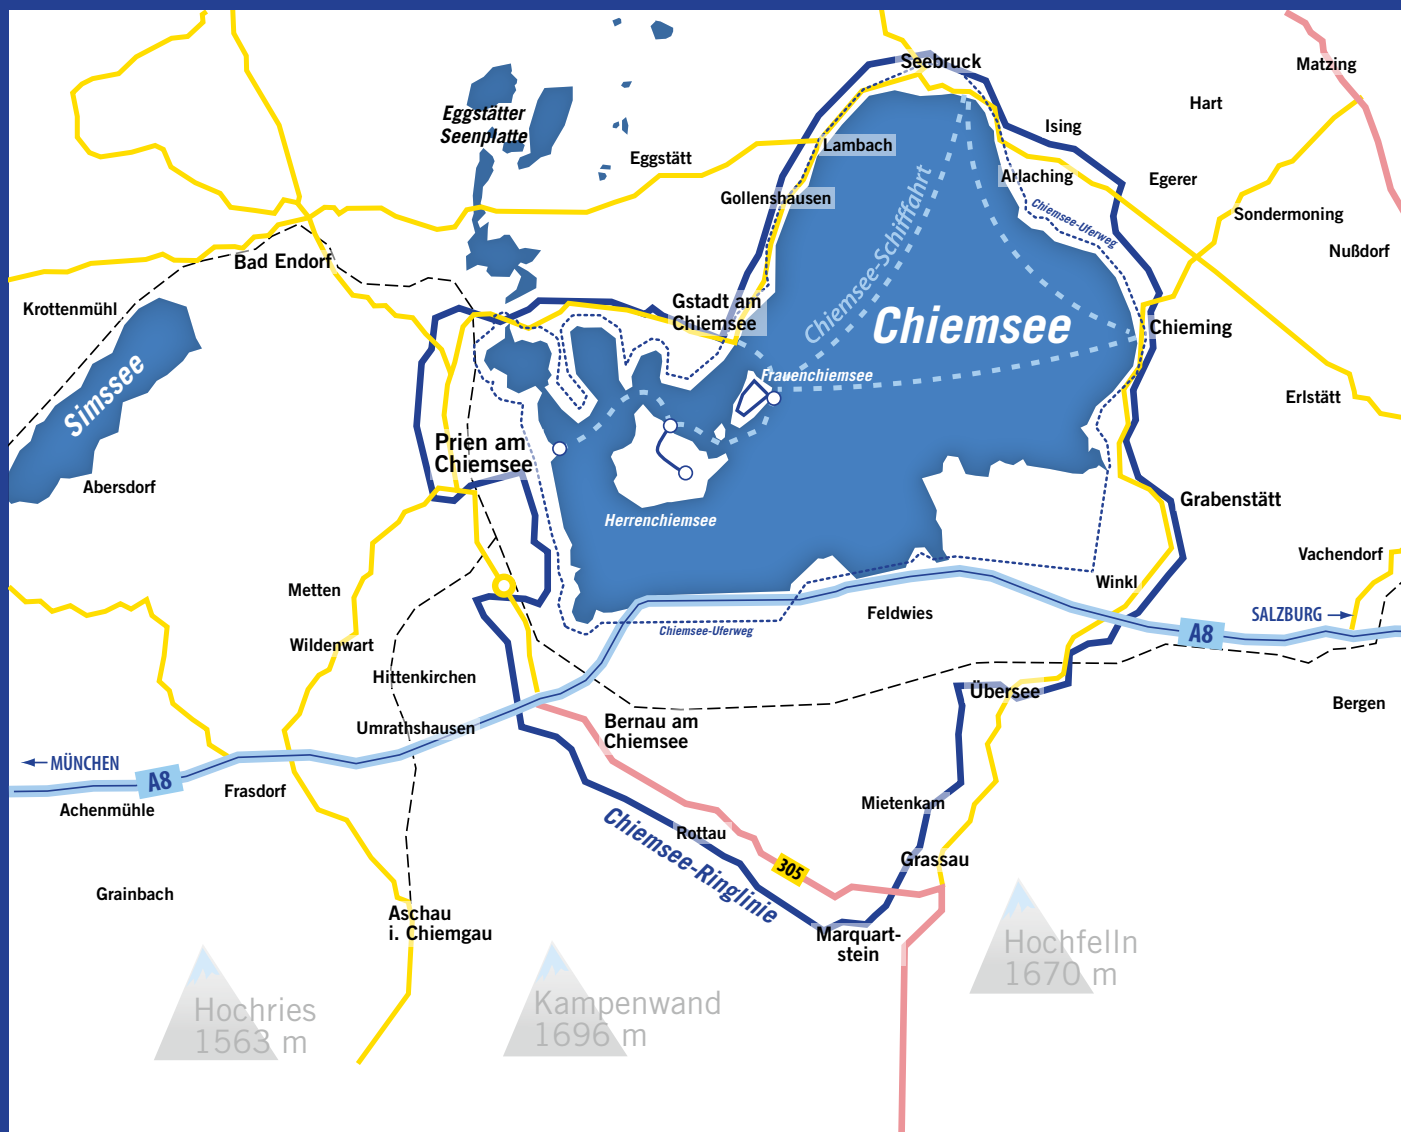 Seebruck
Matzing
Hart
Eggstätter
Seenplatte
Ising
Lambach
Eggstätt
Arlaching
Egerer
Gollenshausen
Chiemsee-Uferweg
Sondermoning
Nußdorf
Bad Endorf
Chiemsee-Schifffahrt
Krottenmühl
Gstadt am
Chiemsee
Chiemsee
Chieming
Simssee
Frauenchiemsee
Erlstätt
Prien am
Chiemsee
Abersdorf
Grabenstätt
Herrenchiemsee
Vachendorf
Metten
Winkl
Feldwies
SALZBURG →
A8
Chiemsee-Uferweg
Wildenwart
Hittenkirchen
Übersee
Bergen
Umrathshausen
Bernau am
Chiemsee
← MÜNCHEN
A8
Frasdorf
Achenmühle
Mietenkam
Rottau
Chiemsee-Ringlinie
305
Grassau
Grainbach
Aschau
i. Chiemgau
Marquart-
stein
Hochfelln
1670 m
Hochries
1563 m
Kampenwand
1696 m